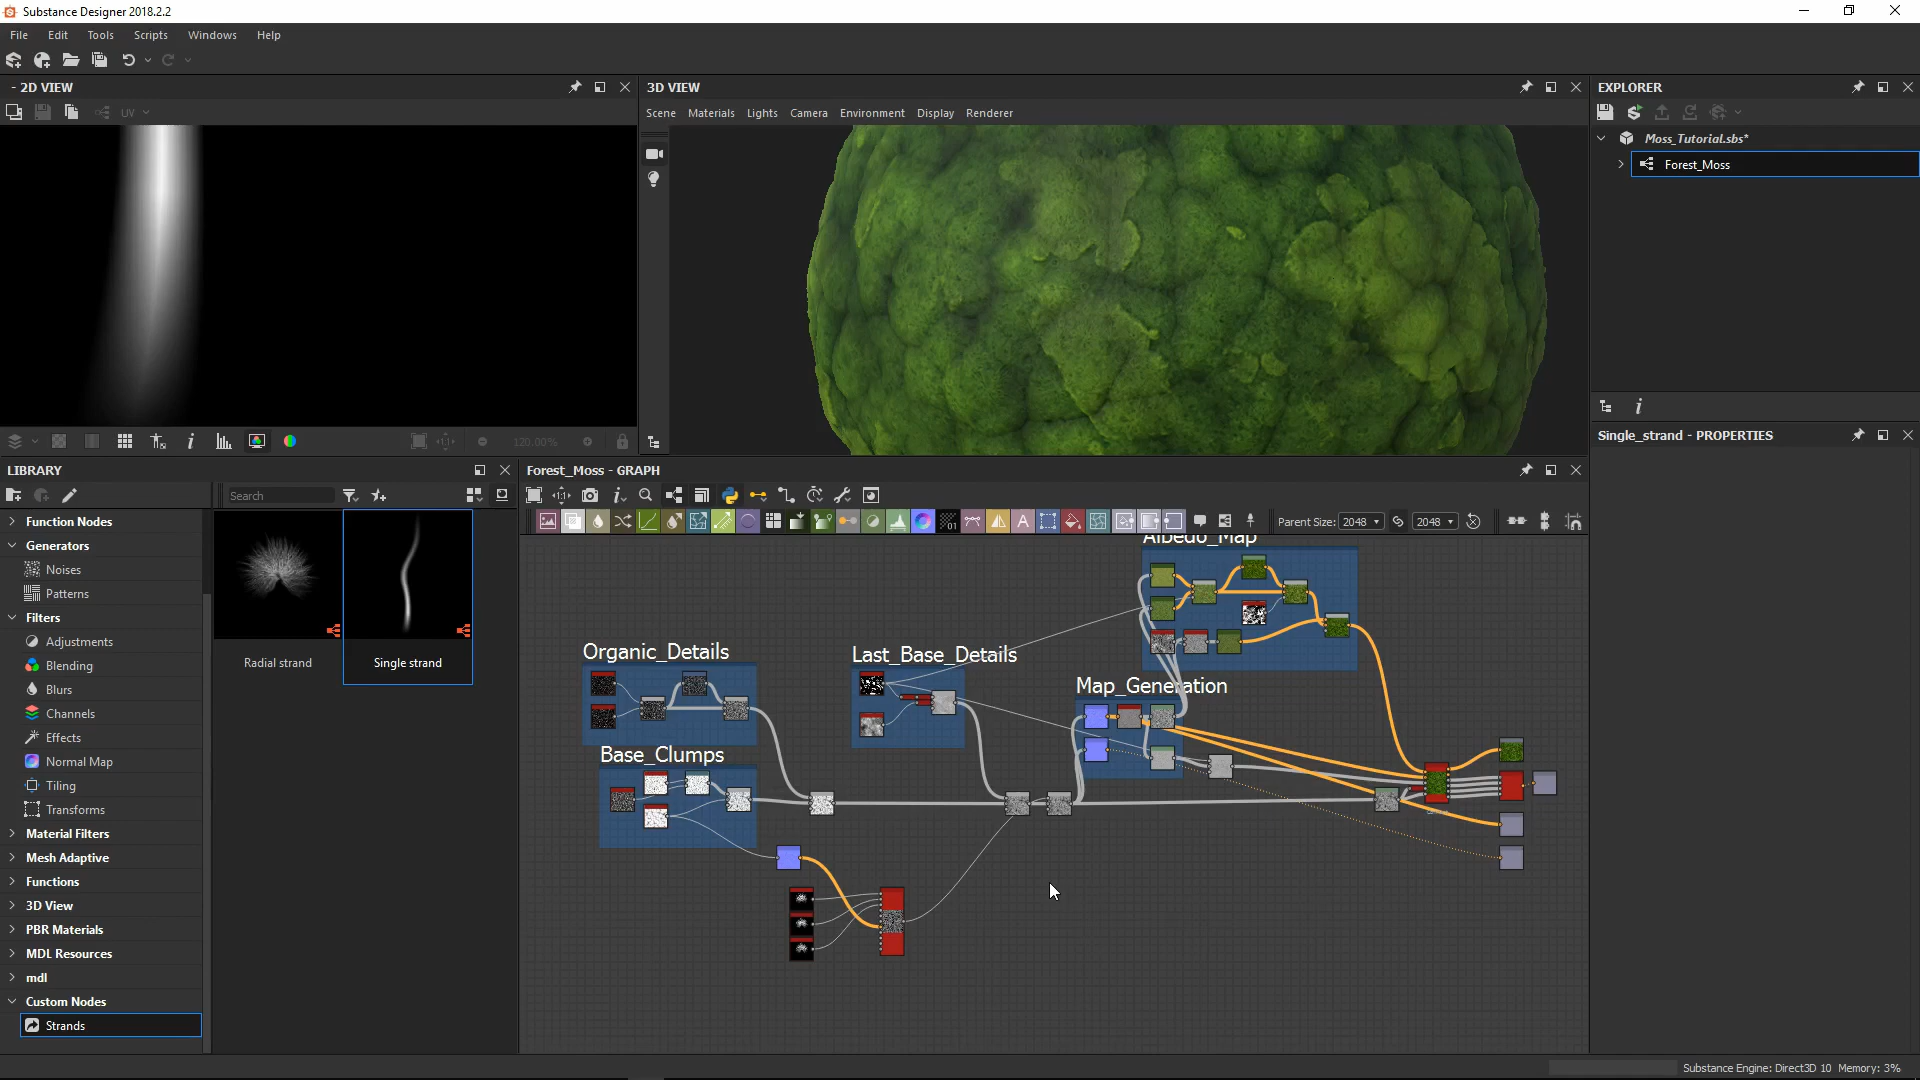 Substance Designer 2018.2.2
File Edit Tools Scripts Windows Help
- 2D VIEW
UV
120.00%
3D VIEW
Scene Materials Lights Camera Environment Display Renderer
EXPLORER
Moss_Tutorial.sbs*
Forest_Moss
Single_strand - PROPERTIES
LIBRARY
Search
Function Nodes
Generators
Noises
Patterns
Filters
Adjustments
Blending
Blurs
Channels
Effects
Normal Map
Tiling
Transforms
Material Filters
Mesh Adaptive
Functions
3D View
PBR Materials
MDL Resources
mdl
Custom Nodes
Strands
Radial strand
Single strand
Forest_Moss - GRAPH
Parent Size: 2048 2048
Albedo_Map
Organic_Details
Last_Base_Details
Map_Generation
Base_Clumps
Substance Engine: Direct3D 10 Memory: 3%